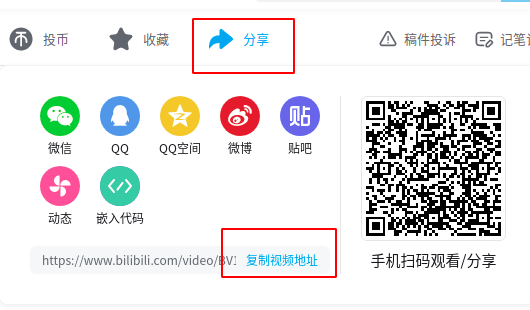 投币 收藏 分享 稿件投诉 记笔记
贴
微信 QQ QQ空间 微博 贴吧
动态 嵌入代码
https://www.bilibili.com/video/BV1 复制视频地址
手机扫码观看/分享